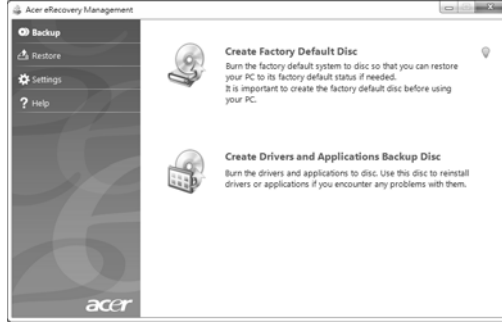 Acer eRecovery Management
Backup
Restore
Settings
Help
Create Factory Default Disc
Burn the factory default system to disc so that you can restore
your PC to its factory default status if needed.
It is important to create the factory default disc before using
your PC.
Create Drivers and Applications Backup Disc
Burn the drivers and applications to disc. Use this disc to reinstall
drivers or applications if you encounter any problems with them.
acer